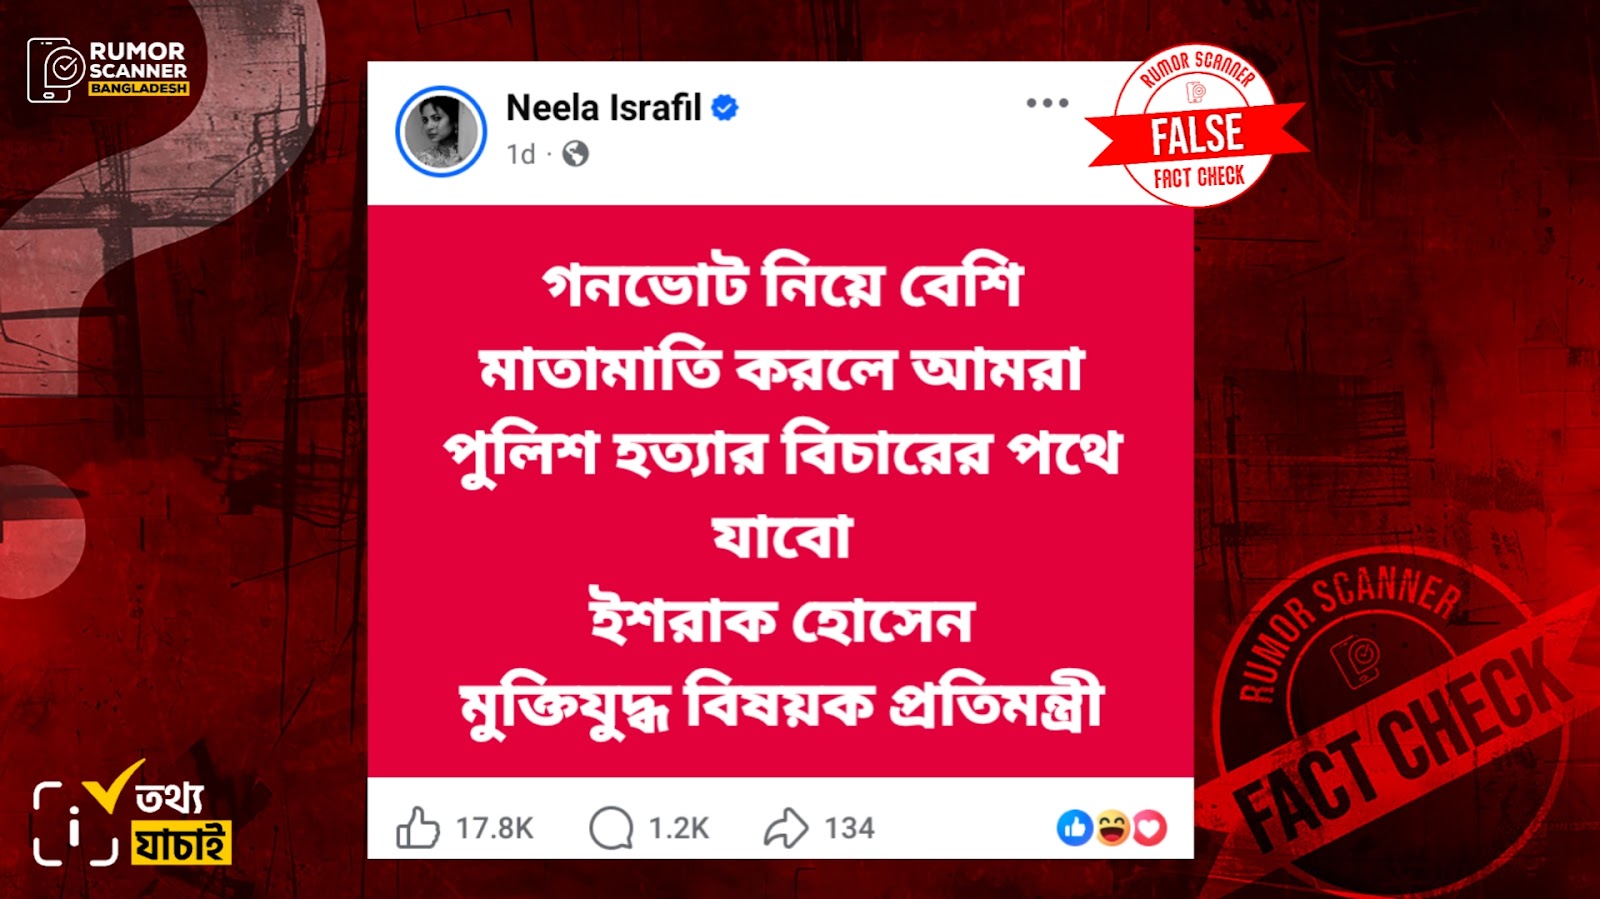 RUMOR
SCANNER
BANGLADESH
Neela Israfil
1d
RUMOR SCANNER
FALSE
FACT CHECK
গনভোট নিয়ে বেশি
মাতামাতি করলে আমরা
পুলিশ হত্যার বিচারের পথে
যাবো
ইশরাক হোসেন
মুক্তিযুদ্ধ বিষয়ক প্রতিমন্ত্রী
17.8K 1.2K 134
তথ্য
যাচাই
RUMOR SCANNER
FACT CHECK